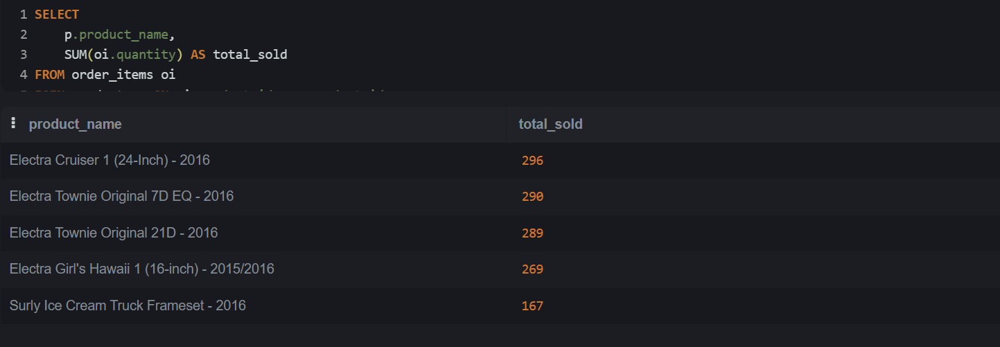 1 SELECT
2 p.product_name,
3 SUM(oi.quantity) AS total_sold
4 FROM order_items oi
product_name total_sold
Electra Cruiser 1 (24-Inch) - 2016 296
Electra Townie Original 7D EQ - 2016 290
Electra Townie Original 21D - 2016 289
Electra Girl's Hawaii 1 (16-inch) - 2015/2016 269
Surly Ice Cream Truck Frameset - 2016 167